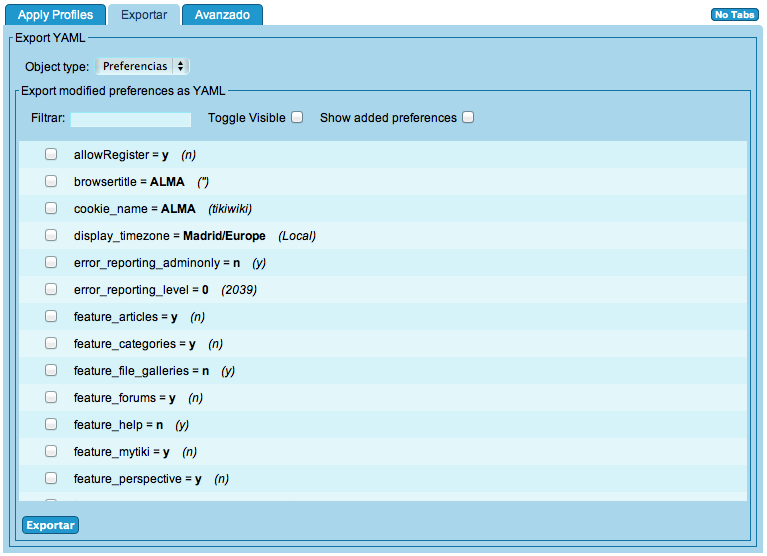 Apply Profiles Exportar Avanzado No Tabs
Export YAML
Object type: Preferencias
Export modified preferences as YAML
Filtrar: Toggle Visible Show added preferences
allowRegister = y (n)
browsertitle = ALMA ('')
cookie_name = ALMA (tikiwiki)
display_timezone = Madrid/Europe (Local)
error_reporting_adminonly = n (y)
error_reporting_level = 0 (2039)
feature_articles = y (n)
feature_categories = y (n)
feature_file_galleries = n (y)
feature_forums = y (n)
feature_help = n (y)
feature_mytiki = y (n)
feature_perspective = y (n)
Exportar